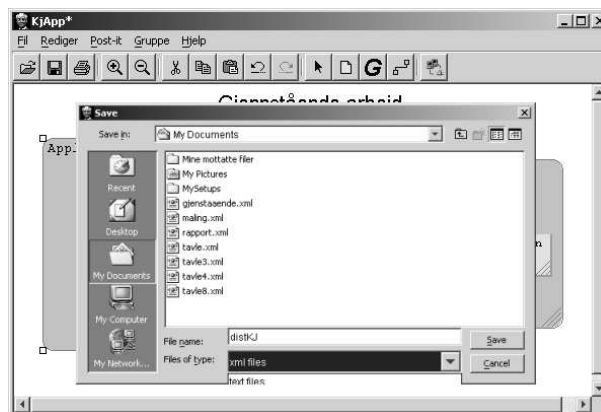 KjApp*
Fil Rediger Post-it Gruppe Hjelp
G
Gjennstående arbeid
Save
Save in: My Documents
Appl
Recent
Desktop
My Documents
My Computer
My Network...
Mine mottatte filer
My Pictures
MySetups
gjenstaaende.xml
maling.xml
rapport.xml
tavle.xml
tavle3.xml
tavle4.xml
tavle8.xml
n
File name: distKJ Save
Files of type: xml files Cancel
text files